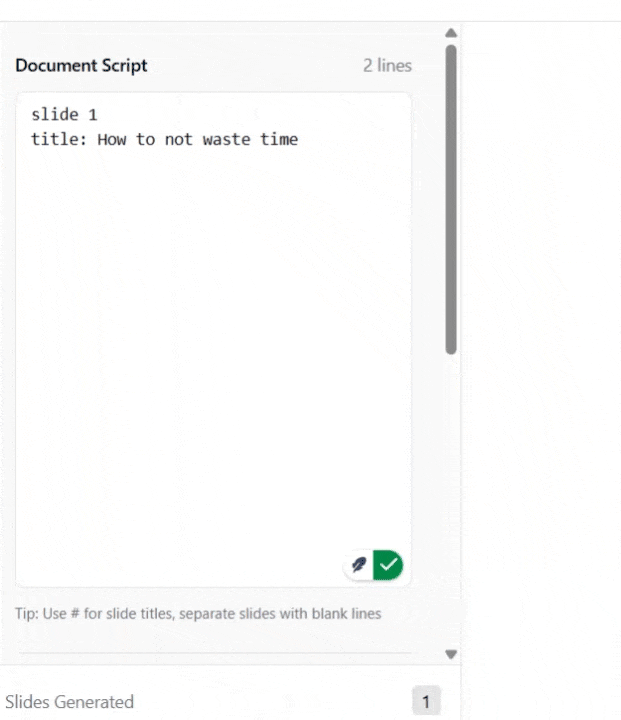 Document Script
2 lines
slide 1
title: How to not waste time
Tip: Use # for slide titles, separate slides with blank lines
Slides Generated
1